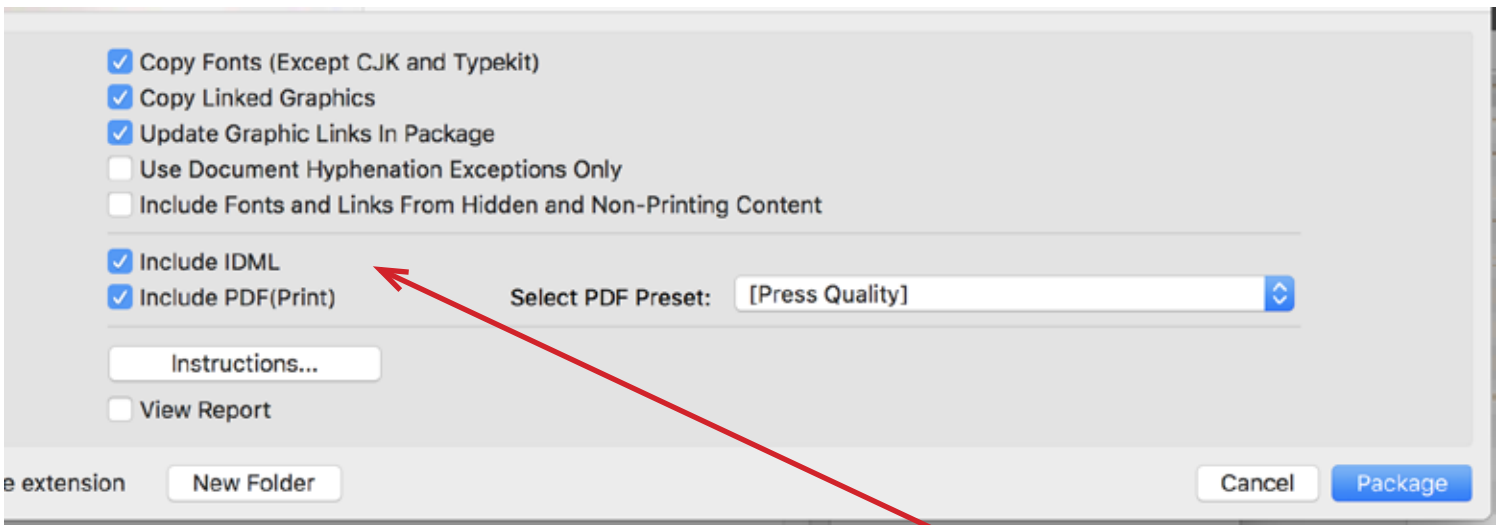 Copy Fonts (Except CJK and Typekit)
Copy Linked Graphics
Update Graphic Links In Package
Use Document Hyphenation Exceptions Only
Include Fonts and Links From Hidden and Non-Printing Content
Include IDML
Include PDF(Print) Select PDF Preset: [Press Quality]
Instructions...
View Report
e extension New Folder Cancel Package